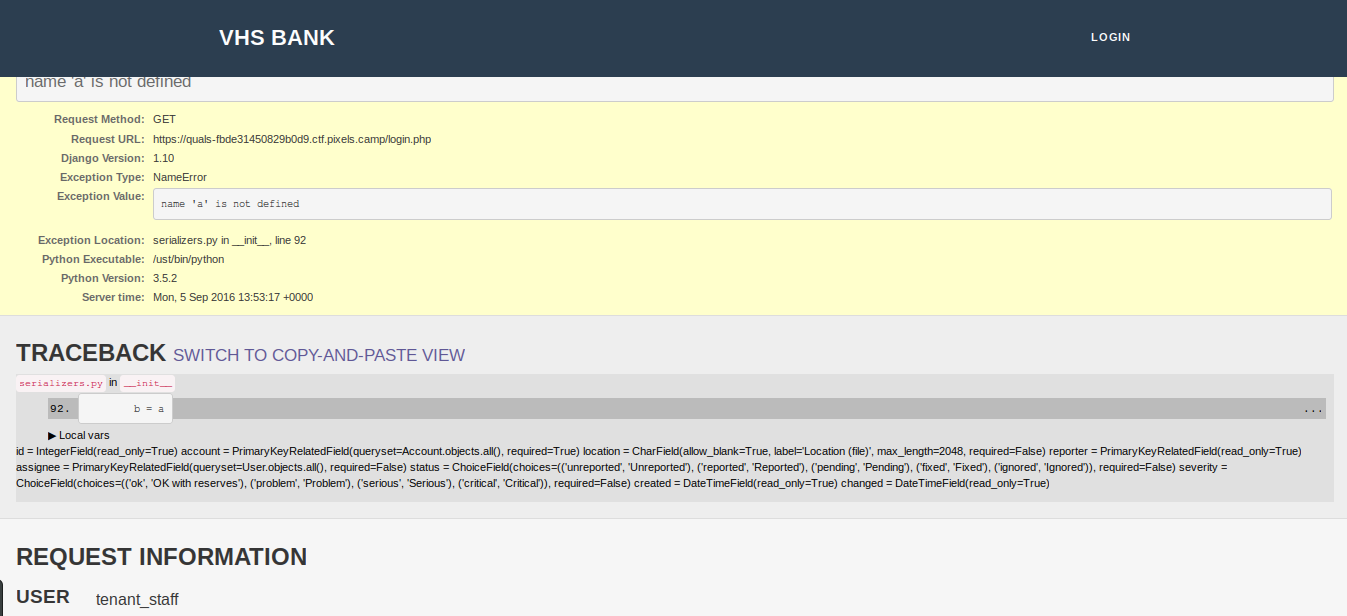 VHS BANK
LOGIN
name 'a' is not defined
Request Method: GET
Request URL: https://quals-fbde31450829b0d9.ctf.pixels.camp/login.php
Django Version: 1.10
Exception Type: NameError
Exception Value: name 'a' is not defined
Exception Location: serializers.py in __init__, line 92
Python Executable: /ust/bin/python
Python Version: 3.5.2
Server time: Mon, 5 Sep 2016 13:53:17 +0000
TRACEBACK SWITCH TO COPY-AND-PASTE VIEW
serializers.py in __init__
92. b = a ...
▶ Local vars
id = IntegerField(read_only=True) account = PrimaryKeyRelatedField(queryset=Account.objects.all(), required=True) location = CharField(allow_blank=True, label='Location (file)', max_length=2048, required=False) reporter = PrimaryKeyRelatedField(read_only=True)
assignee = PrimaryKeyRelatedField(queryset=User.objects.all(), required=False) status = ChoiceField(choices=(('unreported', 'Unreported'), ('reported', 'Reported'), ('pending', 'Pending'), ('fixed', 'Fixed'), ('ignored', 'Ignored')), required=False) severity =
ChoiceField(choices=(('ok', 'OK with reserves'), ('problem', 'Problem'), ('serious', 'Serious'), ('critical', 'Critical')), required=False) created = DateTimeField(read_only=True) changed = DateTimeField(read_only=True)
REQUEST INFORMATION
USER tenant_staff